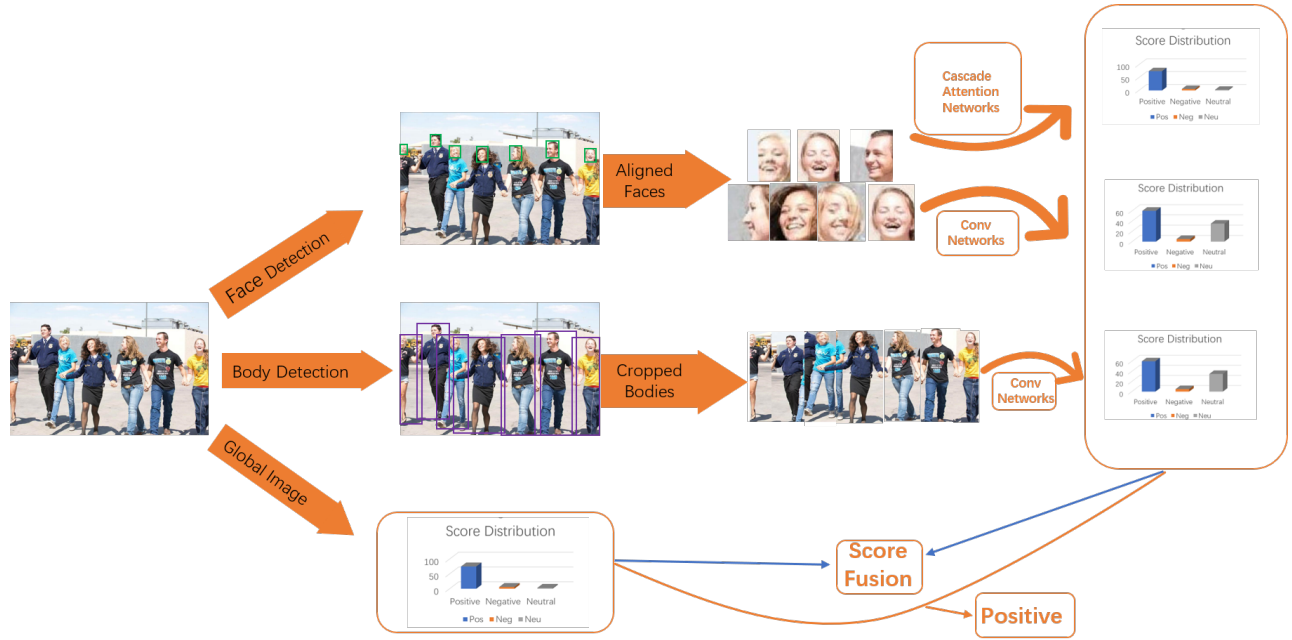 Face Detection
Body Detection
Global Image
Aligned
Faces
Cropped
Bodies
Cascade
Attention
Networks
Conv
Networks
Conv
Networks
Score Distribution
100
50
0
Positive Negative Neutral
Pos Neg Neu
Score Distribution
60
40
20
0
Positive Negative Neutral
Pos Neg Neu
Score Distribution
60
40
20
0
Positive Negative Neutral
Pos Neg Neu
Score Distribution
100
50
0
Positive Negative Neutral
Pos Neg Neu
Score
Fusion
Positive